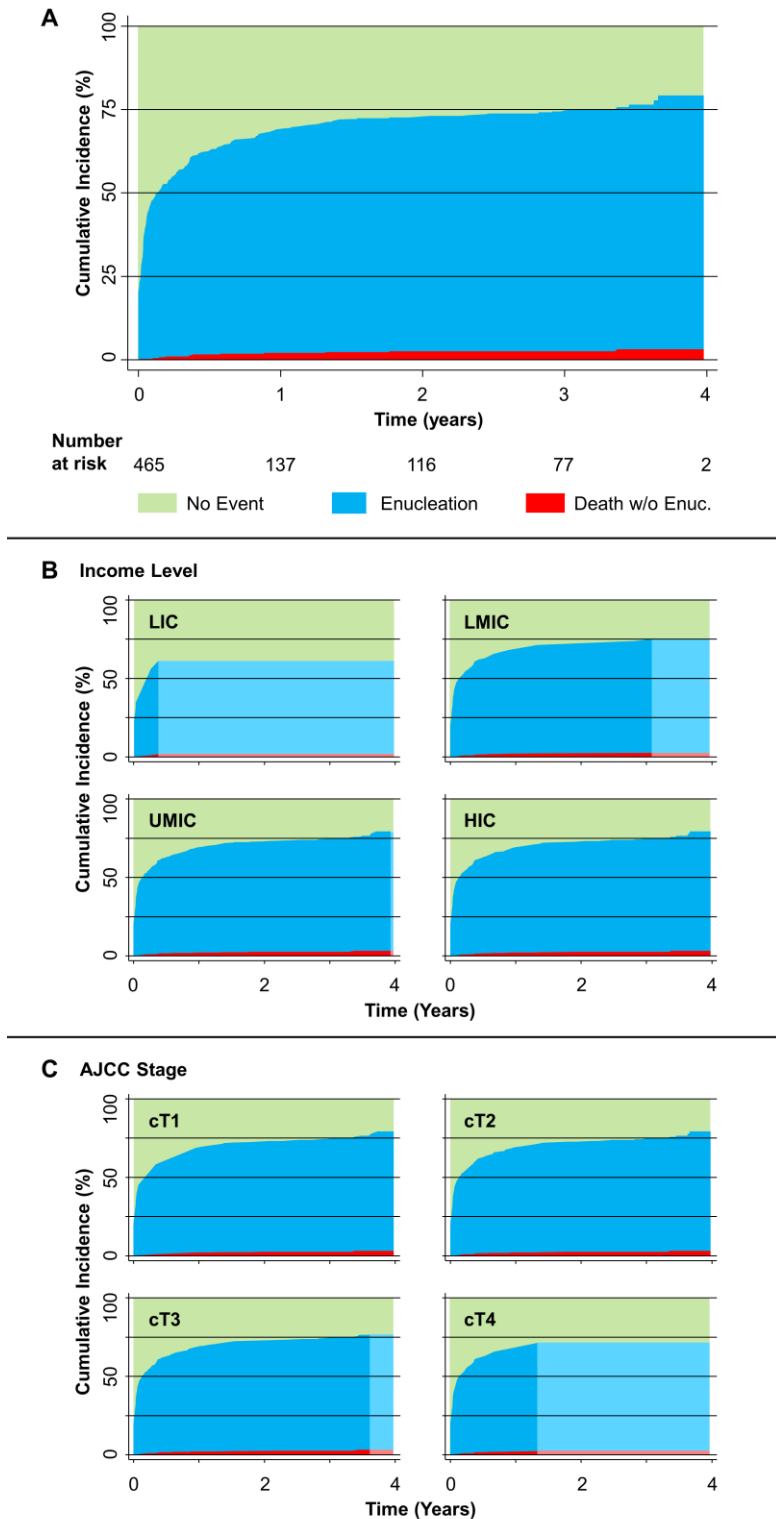 A
Cumulative Incidence (%)
100
75
50
25
0
0 1 2 3 4
Time (years)
Number
at risk 465 137 116 77 2
No Event Enucleation Death w/o Enuc.
B Income Level
Cumulative Incidence (%)
100
50
0
LIC
LMIC
100
50
0
UMIC
HIC
0 2 4 0 2 4
Time (Years)
C AJCC Stage
Cumulative Incidence (%)
100
50
0
cT1
cT2
100
50
0
cT3
cT4
0 2 4 0 2 4
Time (Years)